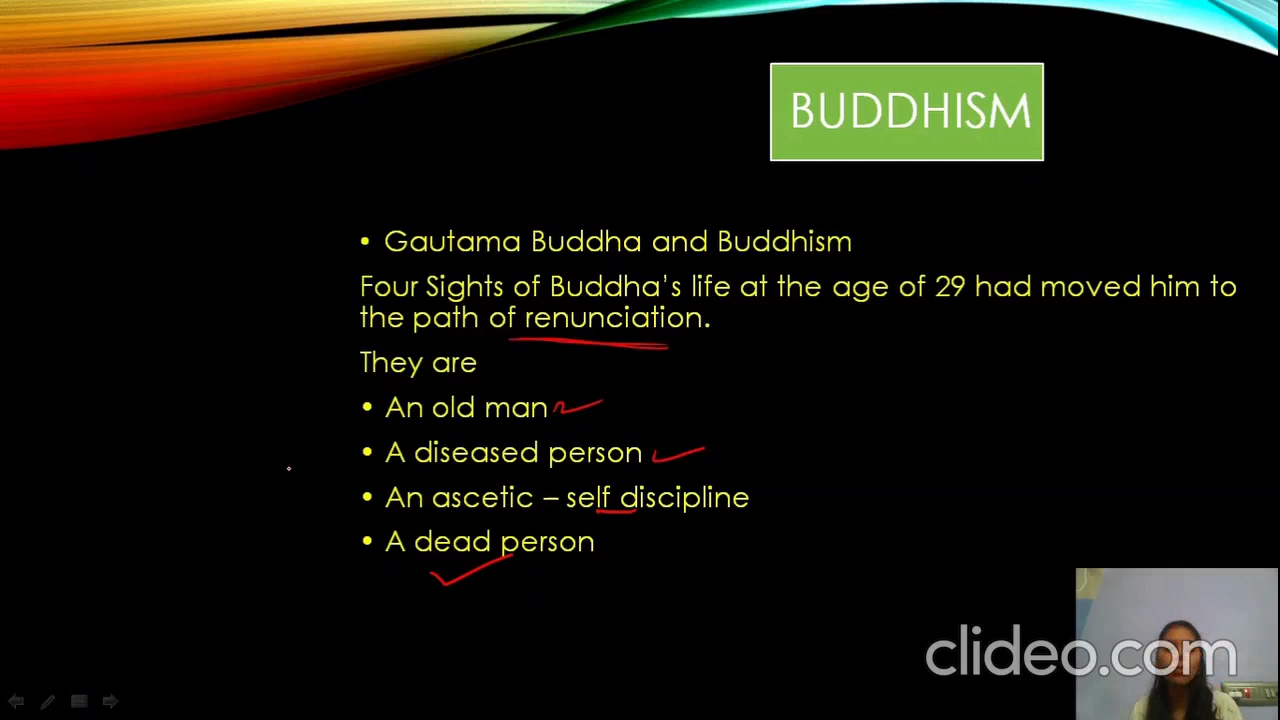 BUDDHISM
• Gautama Buddha and Buddhism
Four Sights of Buddha's life at the age of 29 had moved him to
the path of renunciation.
They are
• An old man
• A diseased person
• An ascetic – self discipline
• A dead person
clideo.com